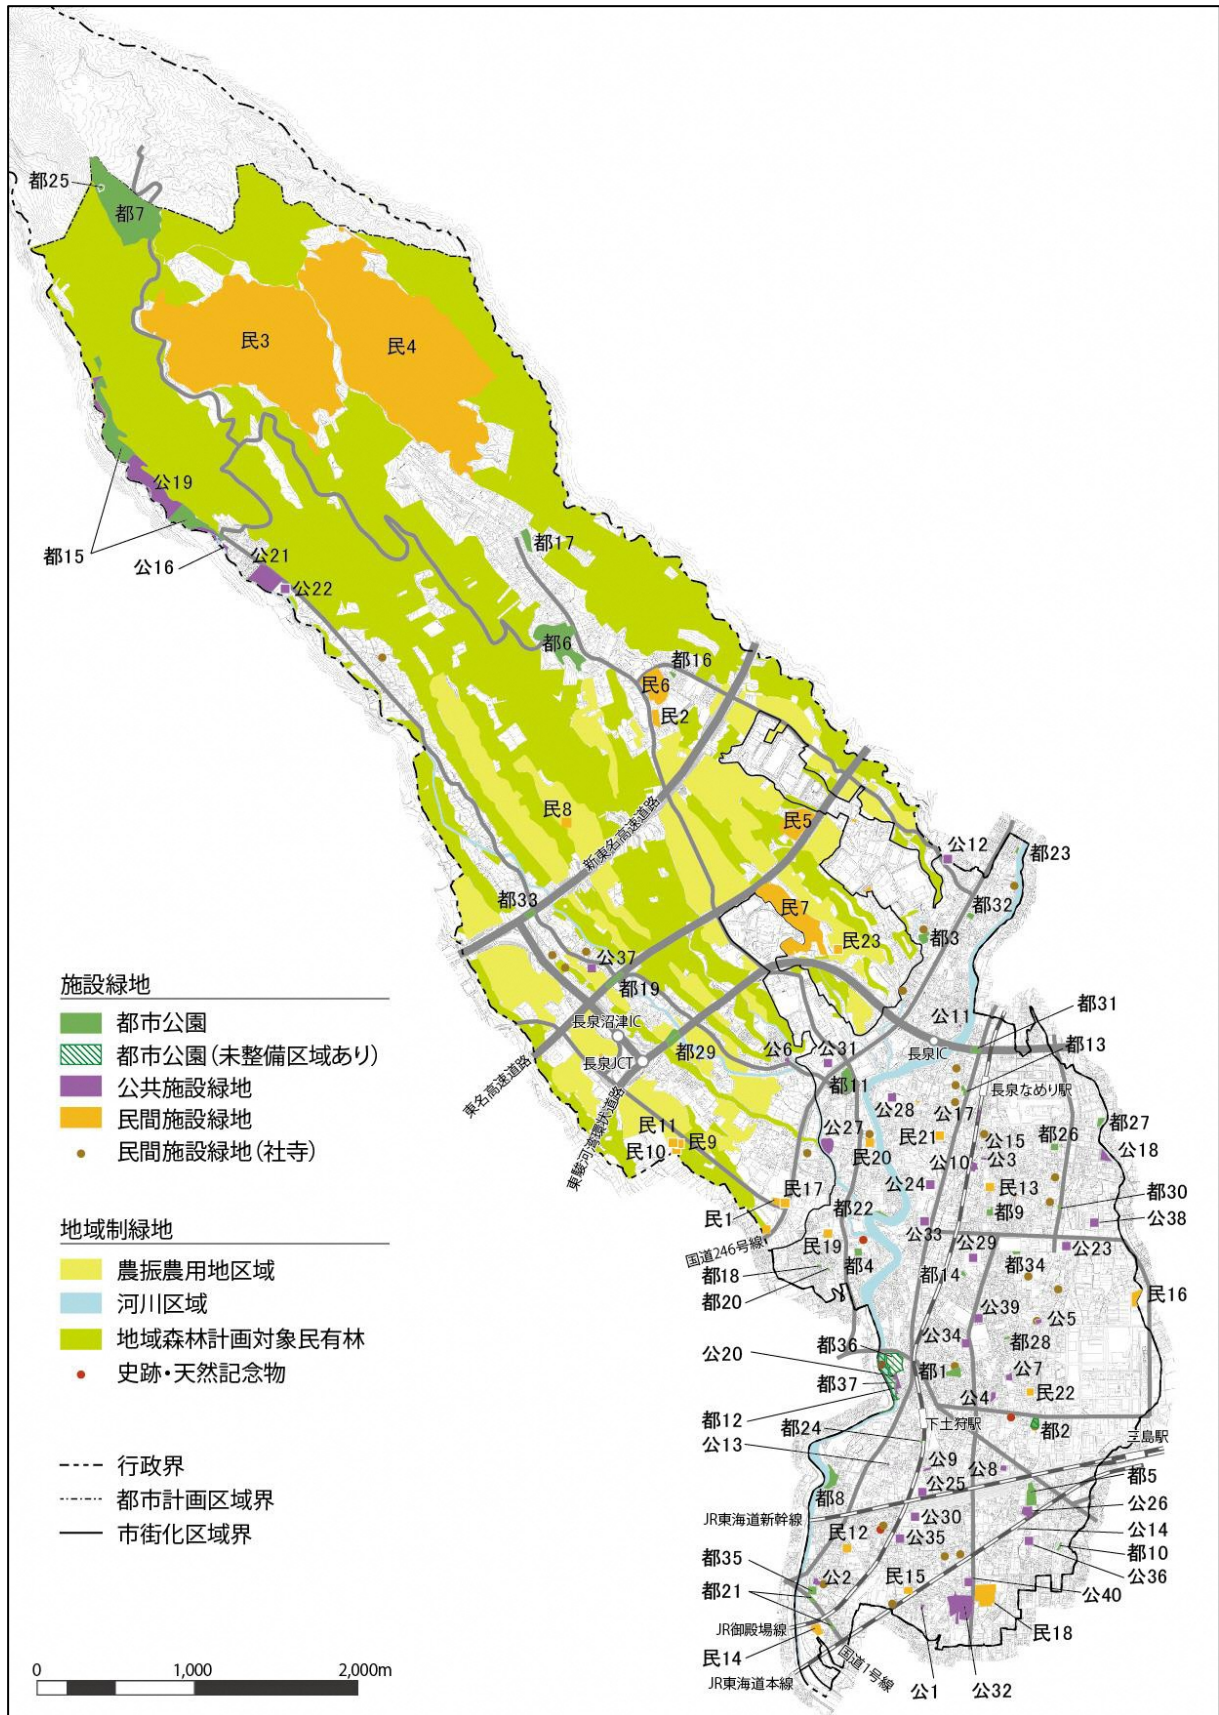 都25
都7
民3
民4
公19
都15
公16
公21
公22
都17
都6
都16
民6
民2
民8
新東名高速道路
民5
公12
都23
都33
民7
都32
都3
民23
公37
都19
公11
都31
長泉沼津IC
長泉JCT
都29
公6
公31
長泉IC
都13
東名高速道路
都11
長泉なめり駅
東駿河湾環状道路
公28
公17
都27
民11
民9
民10
公27
民20
民21
公15
都26
公18
公10
公3
公24
民13
都30
民17
民1
都22
都9
公38
民19
公33
国道246号線
公29
公23
都18
都4
都14
都34
都20
民16
公39
公5
都36
公34
都28
公20
都37
都1
公7
民22
都12
公4
都24
下土狩駅
都2
三島駅
公13
公9
公8
都5
都8
公25
公26
JR東海道新幹線
公30
公14
民12
公35
都10
都35
公36
公2
民15
公40
都21
JR御殿場線
民18
民14
国道1号線
JR東海道本線
公1
公32
施設緑地
都市公園
都市公園(未整備区域あり)
公共施設緑地
民間施設緑地
民間施設緑地(社寺)
地域制緑地
農振農用地区域
河川区域
地域森林計画対象民有林
史跡・天然記念物
行政界
都市計画区域界
市街化区域界
0 1,000 2,000m